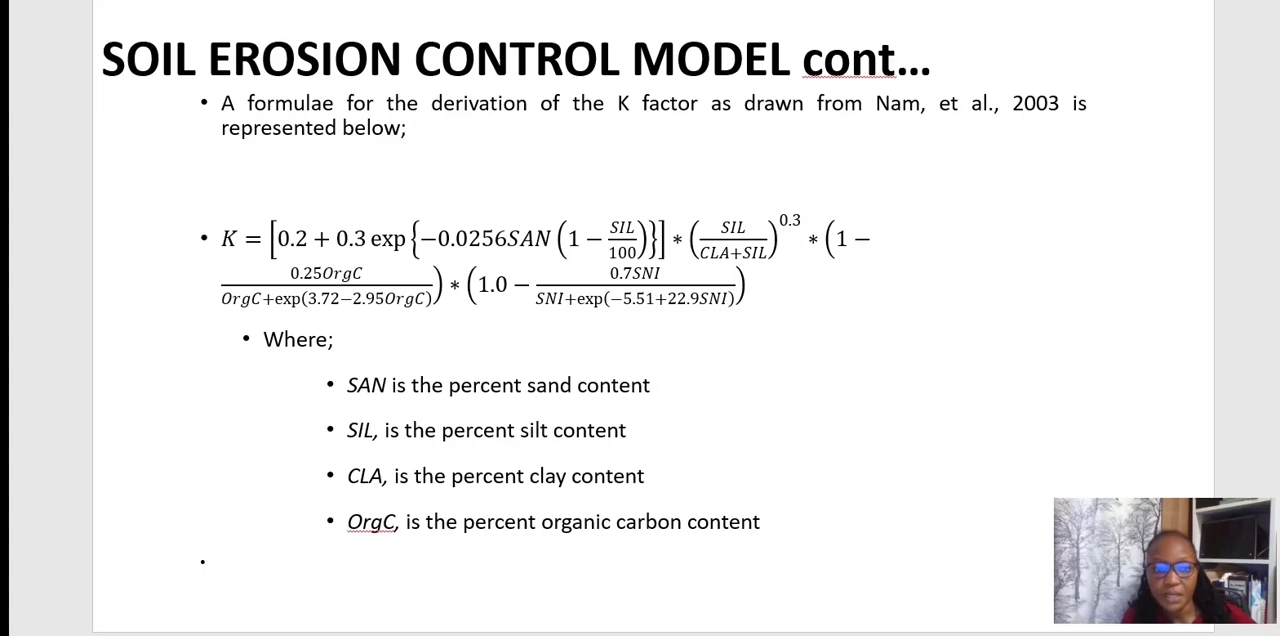 SOIL EROSION CONTROL MODEL cont...
• A formulae for the derivation of the K factor as drawn from Nam, et al., 2003 is
represented below;
• K = [0.2 + 0.3 exp{−0.0256SAN(1 − SIL/100)}] * (SIL/(CLA+SIL))^0.3 * (1 −
0.25OrgC/(OrgC+exp(3.72−2.95OrgC))) * (1.0 − 0.7SNI/(SNI+exp(−5.51+22.9SNI)))
• Where;
• SAN is the percent sand content
• SIL, is the percent silt content
• CLA, is the percent clay content
• OrgC, is the percent organic carbon content
•